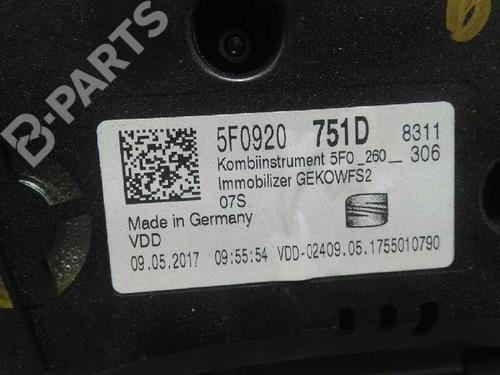 B-PARTS
5F0920 751D 8311
Kombiinstrument 5F0_260__ 306
Immobilizer GEKOWFS2
07S
Made in Germany
VDD
09.05.2017 09:55:54 VDD-02409.05.1755010790